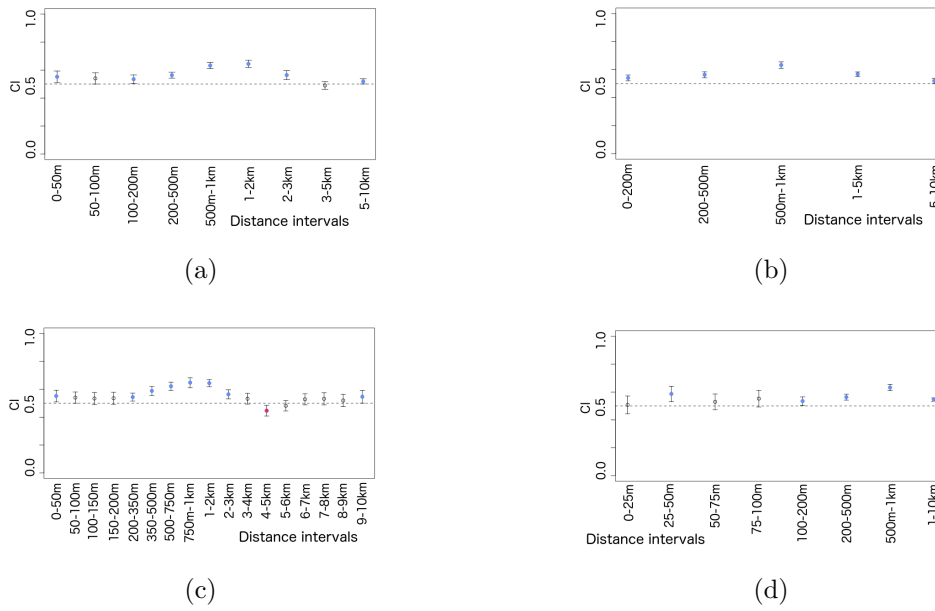 1.0
CI
0.5
0.0
0-50m
50-100m
100-200m
200-500m
500m-1km
1-2km
2-3km
3-5km
5-10km
Distance intervals
(a)
1.0
CI
0.5
0.0
0-200m
200-500m
500m-1km
1-5km
5-10km
Distance intervals
(b)
1.0
CI
0.5
0.0
0-50m
50-100m
100-150m
150-200m
200-350m
350-500m
500-750m
750m-1km
1-2km
2-3km
3-4km
4-5km
5-6km
6-7km
7-8km
8-9km
9-10km
Distance intervals
(c)
1.0
CI
0.5
0.0
0-25m
25-50m
50-75m
75-100m
100-200m
200-500m
500m-1km
1-10km
Distance intervals
(d)